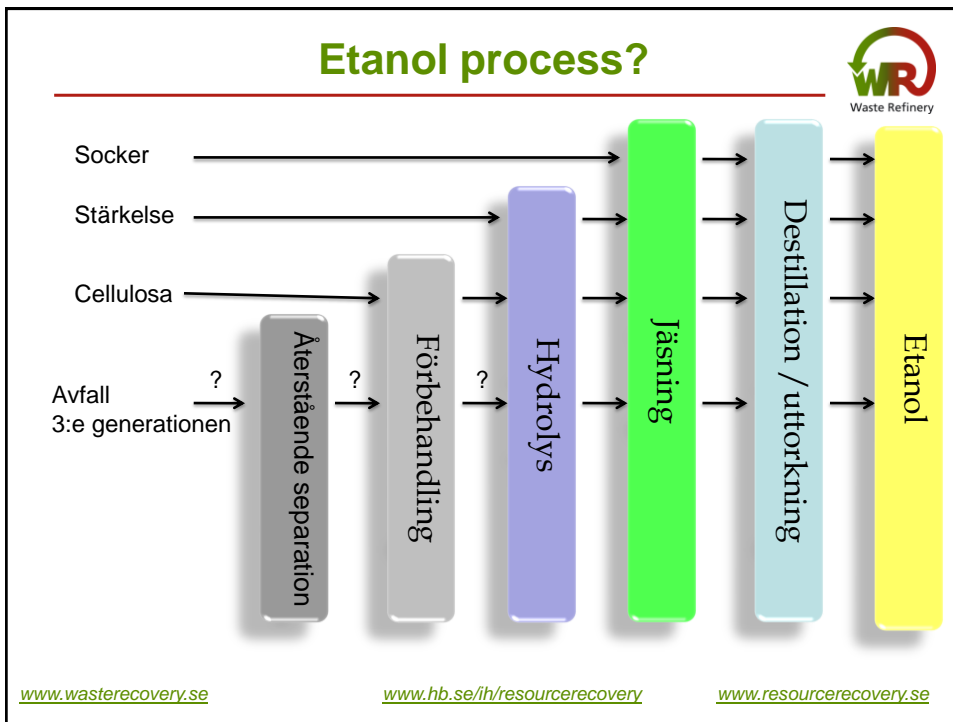 Etanol process?
WR
Waste Refinery
Socker
Stärkelse
Cellulosa
Avfall
3:e generationen
?
?
?
Återstående separation
Förbehandling
Hydrolys
Jäsning
Destillation / uttorkning
Etanol
www.wasterecovery.se
www.hb.se/ih/resourcerecovery
www.resourcerecovery.se